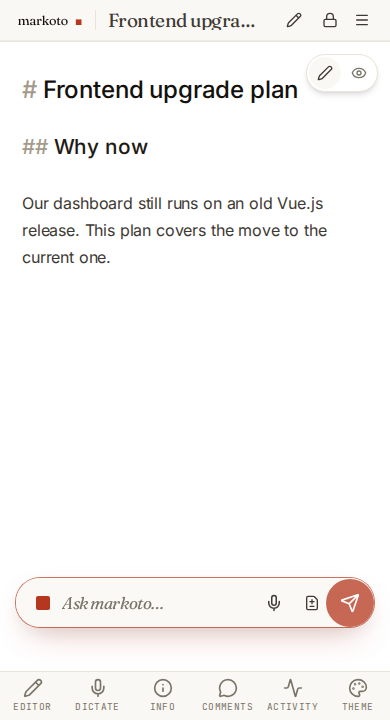 markoto
Frontend upgra...
# Frontend upgrade plan
## Why now
Our dashboard still runs on an old Vue.js
release. This plan covers the move to the
current one.
Ask markoto...
EDITOR DICTATE INFO COMMENTS ACTIVITY THEME